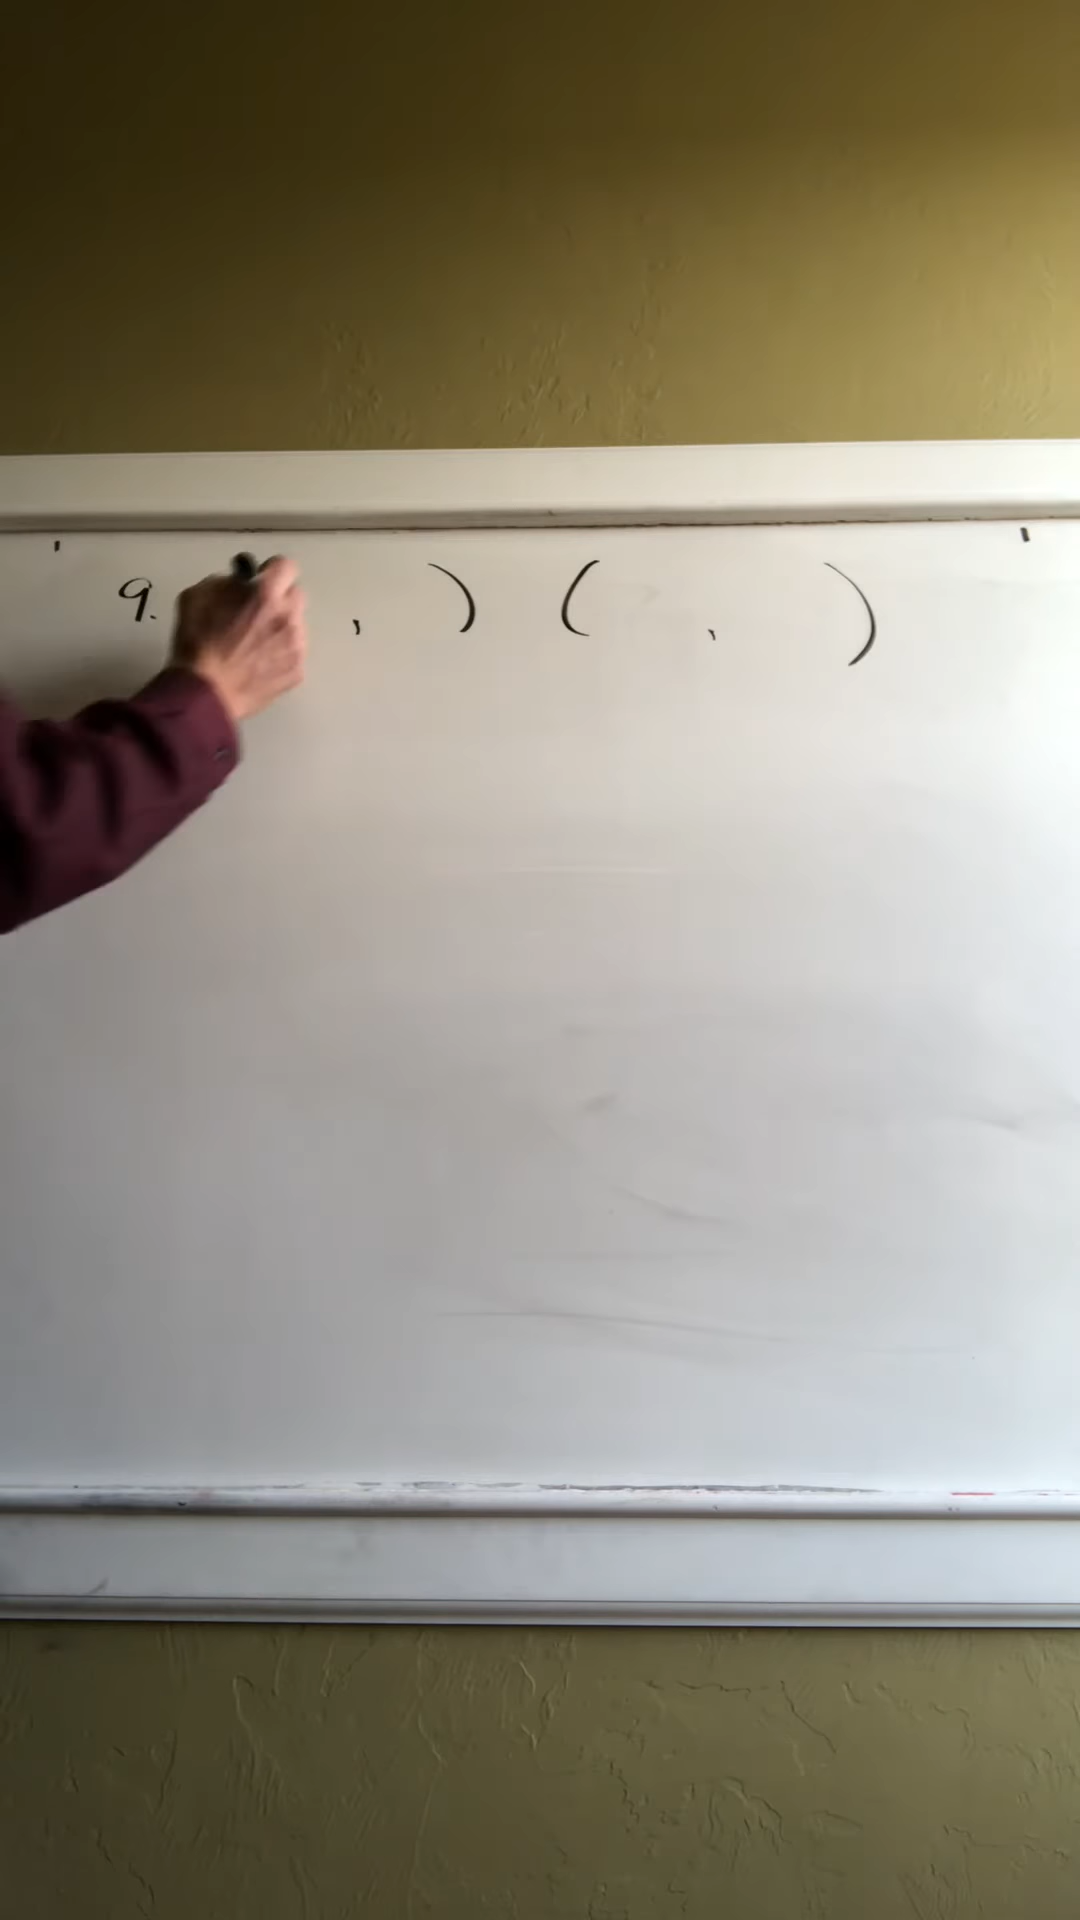 9. , ) ( , )